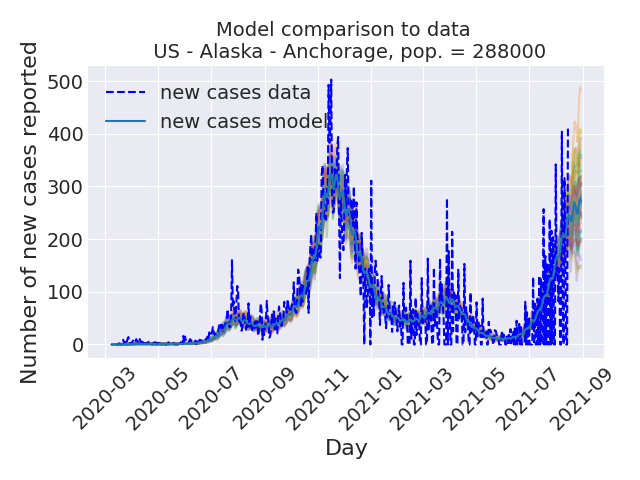 Model comparison to data
US - Alaska - Anchorage, pop. = 288000
Number of new cases reported
500
400
300
200
100
0
new cases data
new cases model
2020-03
2020-05
2020-07
2020-09
2020-11
2021-01
2021-03
2021-05
2021-07
2021-09
Day